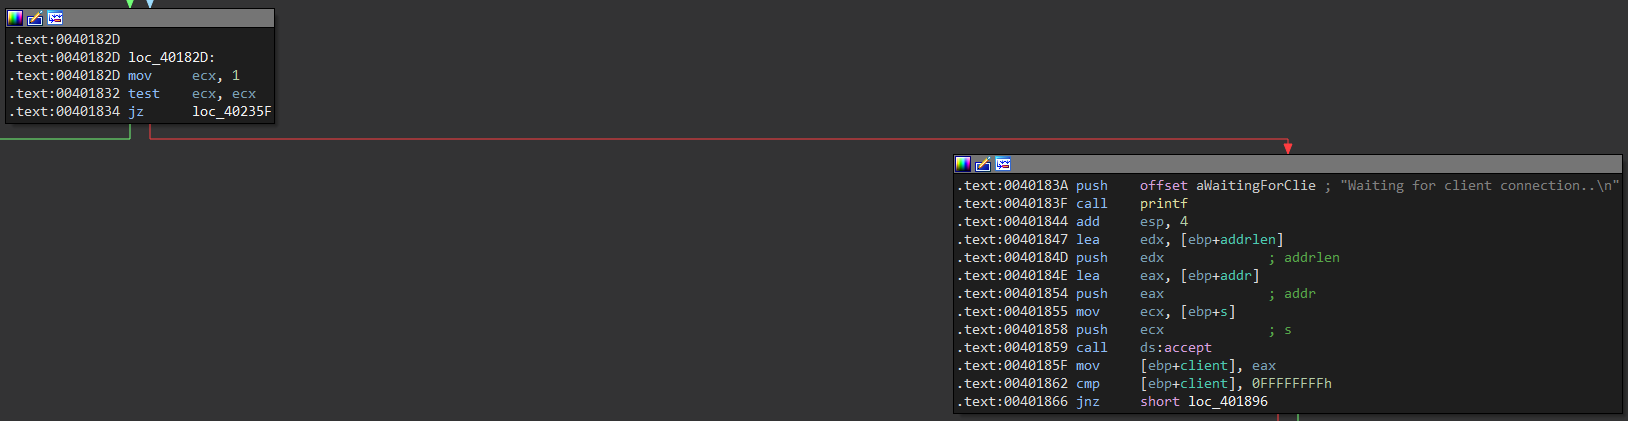 .text:0040182D
.text:0040182D loc_40182D:
.text:0040182D mov     ecx, 1
.text:00401832 test    ecx, ecx
.text:00401834 jz      loc_40235F
.text:0040183A push    offset aWaitingForClie ; "Waiting for client connection..\n"
.text:0040183F call    printf
.text:00401844 add     esp, 4
.text:00401847 lea     edx, [ebp+addrlen]
.text:0040184D push    edx             ; addrlen
.text:0040184E lea     eax, [ebp+addr]
.text:00401854 push    eax             ; addr
.text:00401855 mov     ecx, [ebp+s]
.text:00401858 push    ecx             ; s
.text:00401859 call    ds:accept
.text:0040185F mov     [ebp+client], eax
.text:00401862 cmp     [ebp+client], 0FFFFFFFFh
.text:00401866 jnz     short loc_401896